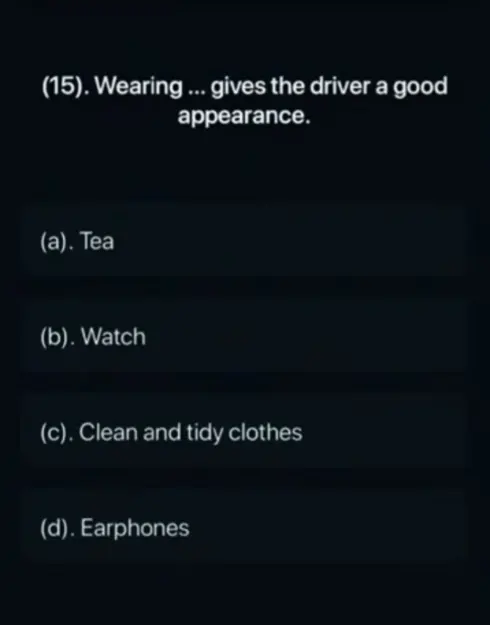 (15). Wearing ... gives the driver a good
appearance.
(a). Tea
(b). Watch
(c). Clean and tidy clothes
(d). Earphones